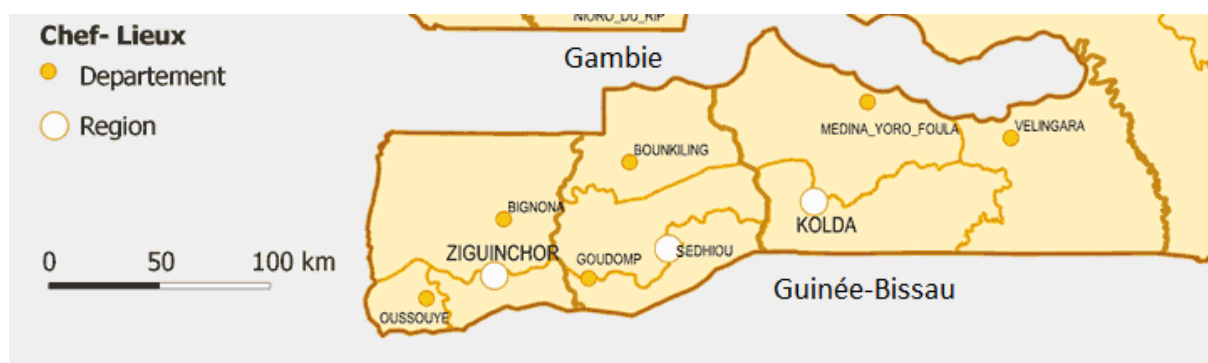 NIORO_DU_RIP
Chef- Lieux
Departement
Region
Gambie
MEDINA_YORO_FOULA
VELINGARA
BOUNKILING
BIGNONA
KOLDA
ZIGUINCHOR
GOUDOMP
SEDHIOU
0 50 100 km
Guinée-Bissau
OUSSOUYE